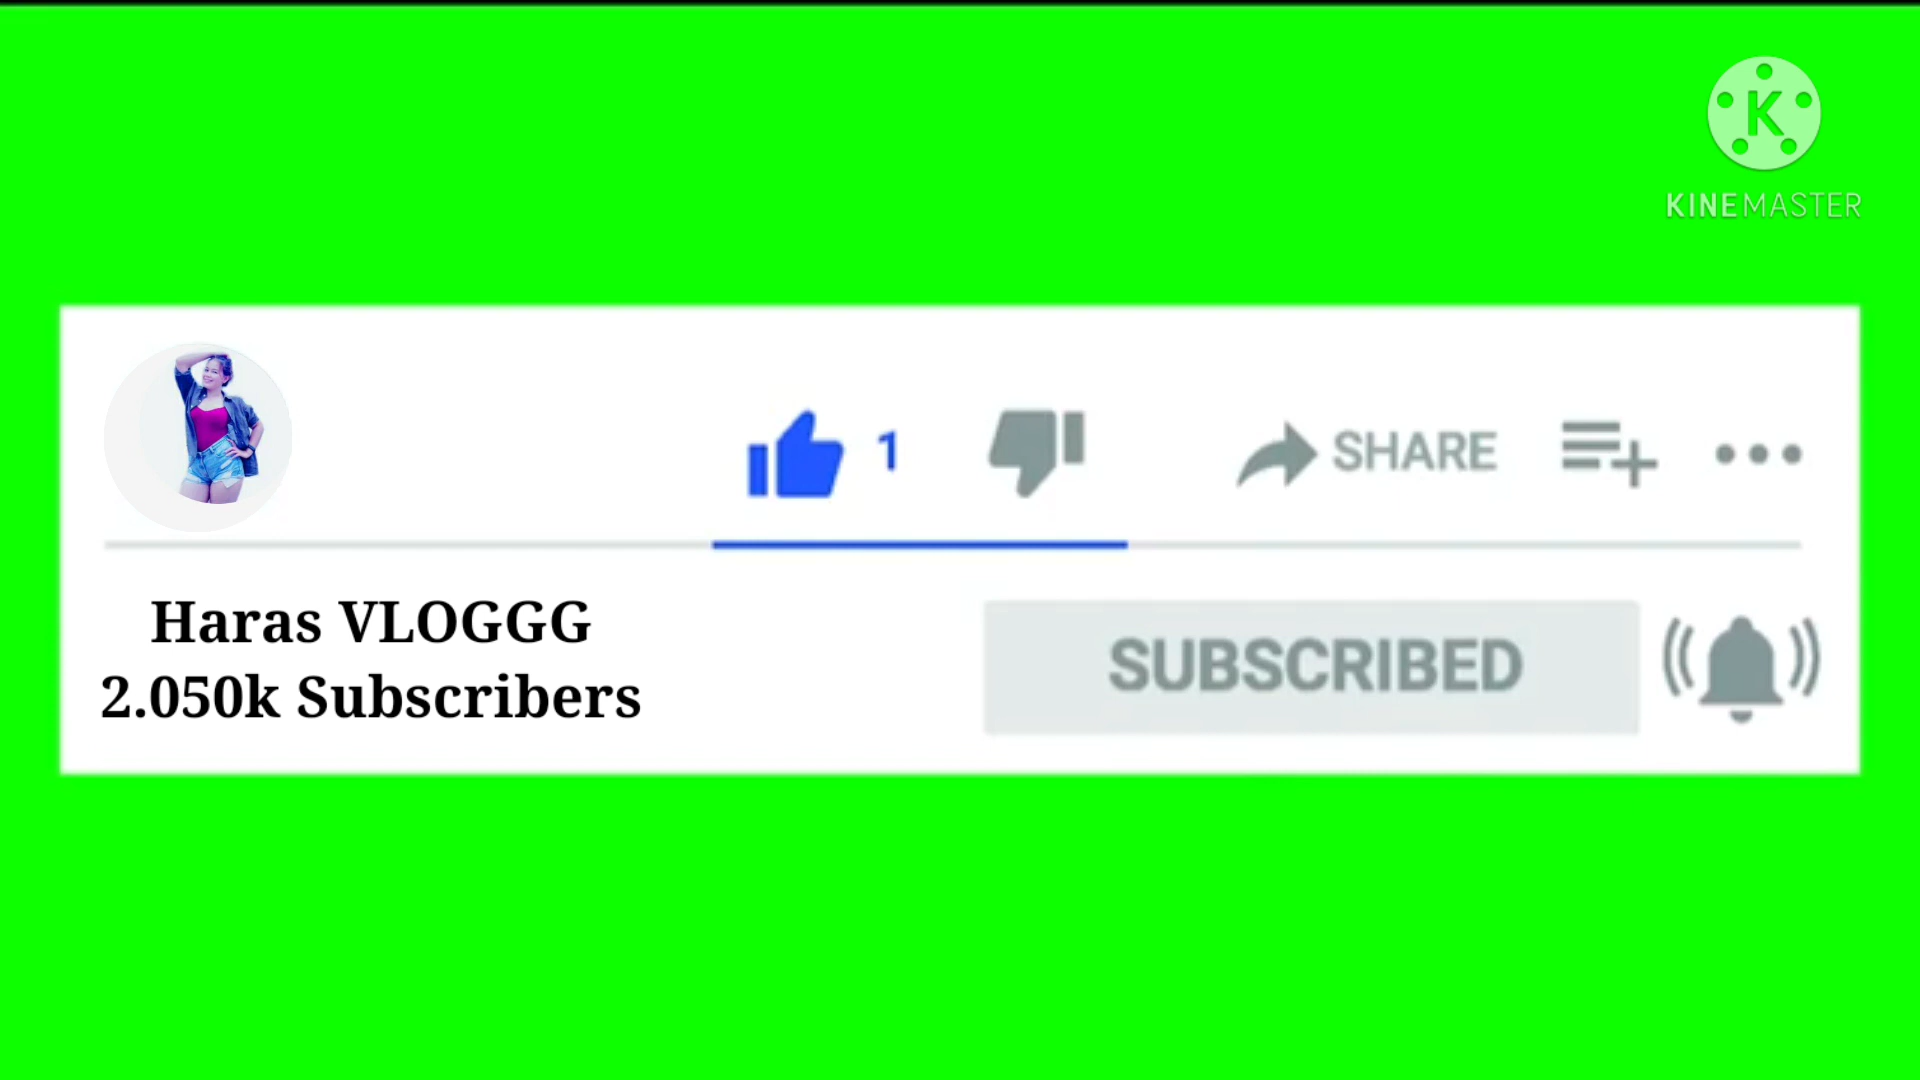 K
KINEMASTER
1
SHARE
Haras VLOGGG
2.050k Subscribers
SUBSCRIBED